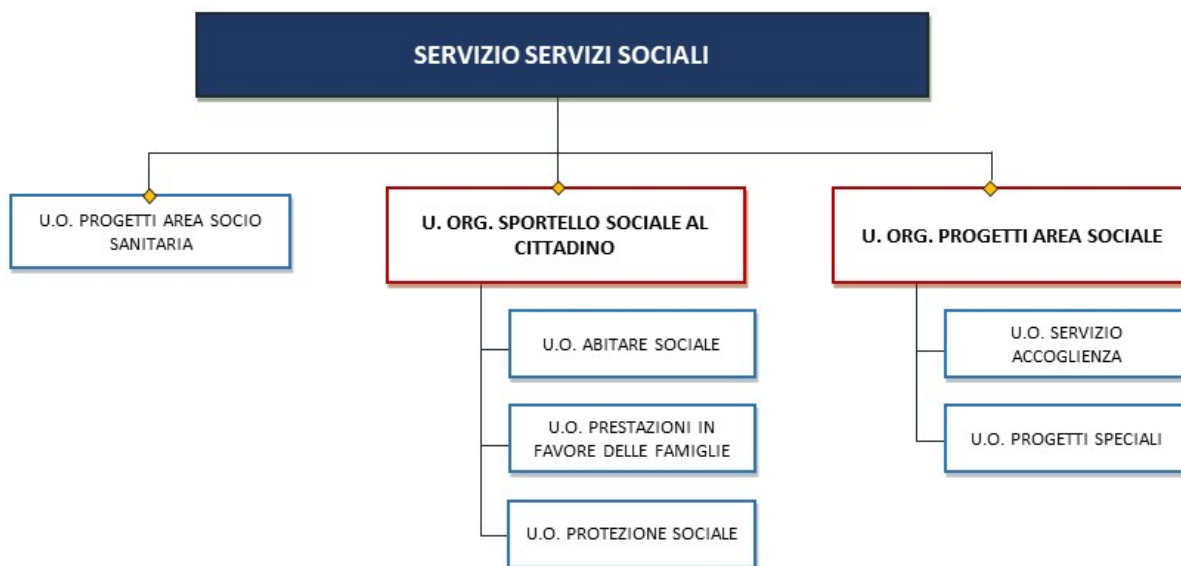 SERVIZIO SERVIZI SOCIALI
U.O. PROGETTI AREA SOCIO
SANITARIA
U. ORG. SPORTELLO SOCIALE AL
CITTADINO
U.O. ABITARE SOCIALE
U.O. PRESTAZIONI IN
FAVORE DELLE FAMIGLIE
U.O. PROTEZIONE SOCIALE
U. ORG. PROGETTI AREA SOCIALE
U.O. SERVIZIO
ACCOGLIENZA
U.O. PROGETI SPECIALI